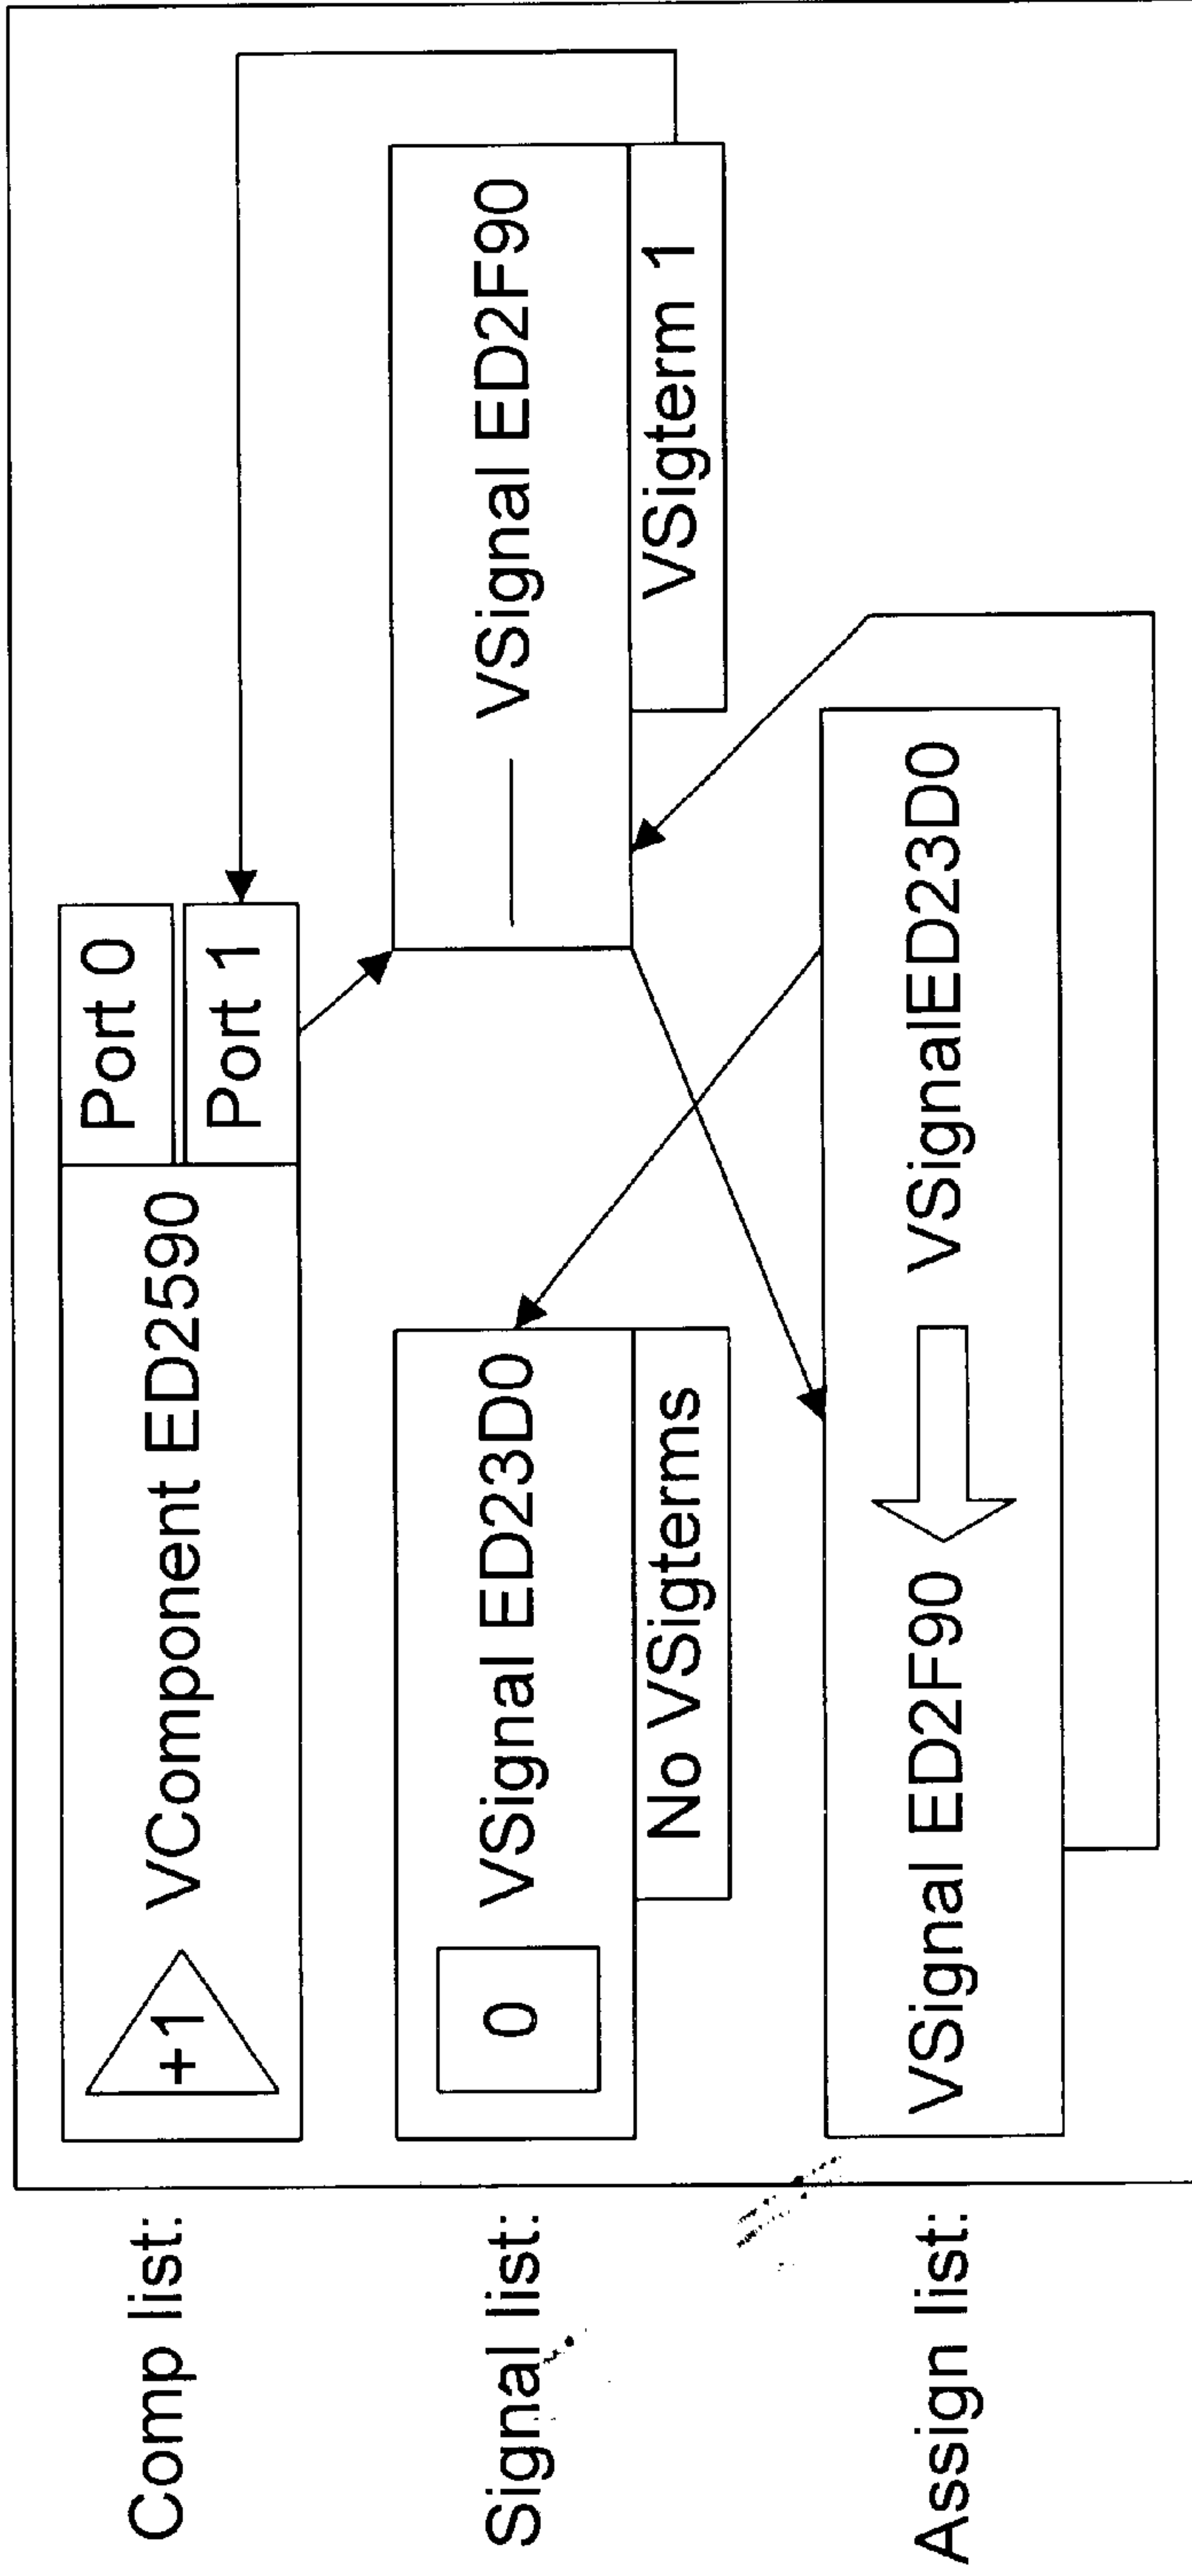 Comp list:
+1
VComponent ED2590
Port 0
Port 1
Signal list:
0
VSignal ED23D0
No VSigterms
VSignal ED2F90
VSigterm 1
Assign list:
VSignal ED2F90
VSignalED23D0